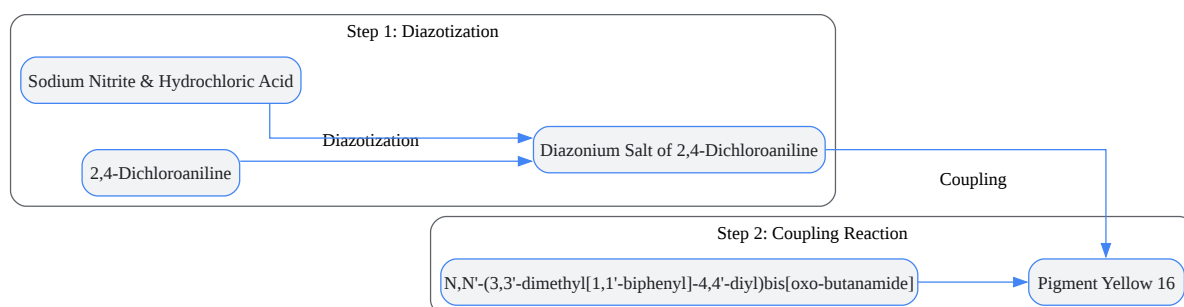 Step 1: Diazotization
Sodium Nitrite & Hydrochloric Acid
Diazotization
2,4-Dichloroaniline
Diazonium Salt of 2,4-Dichloroaniline
Coupling
Step 2: Coupling Reaction
N,N'-(3,3'-dimethyl[1,1'-biphenyl]-4,4'-diyl)bis[oxo-butanamide]
Pigment Yellow 16